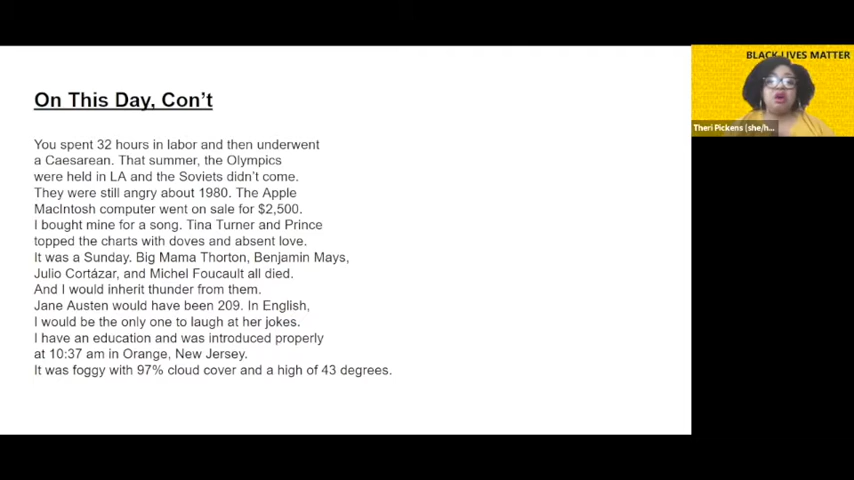 BLACK LIVES MATTER
Theri Pickens (she/h...
On This Day, Con't
You spent 32 hours in labor and then underwent
a Caesarean. That summer, the Olympics
were held in LA and the Soviets didn't come.
They were still angry about 1980. The Apple
MacIntosh computer went on sale for $2,500.
I bought mine for a song. Tina Turner and Prince
topped the charts with doves and absent love.
It was a Sunday. Big Mama Thorton, Benjamin Mays,
Julio Cortázar, and Michel Foucault all died.
And I would inherit thunder from them.
Jane Austen would have been 209. In English,
I would be the only one to laugh at her jokes.
I have an education and was introduced properly
at 10:37 am in Orange, New Jersey.
It was foggy with 97% cloud cover and a high of 43 degrees.